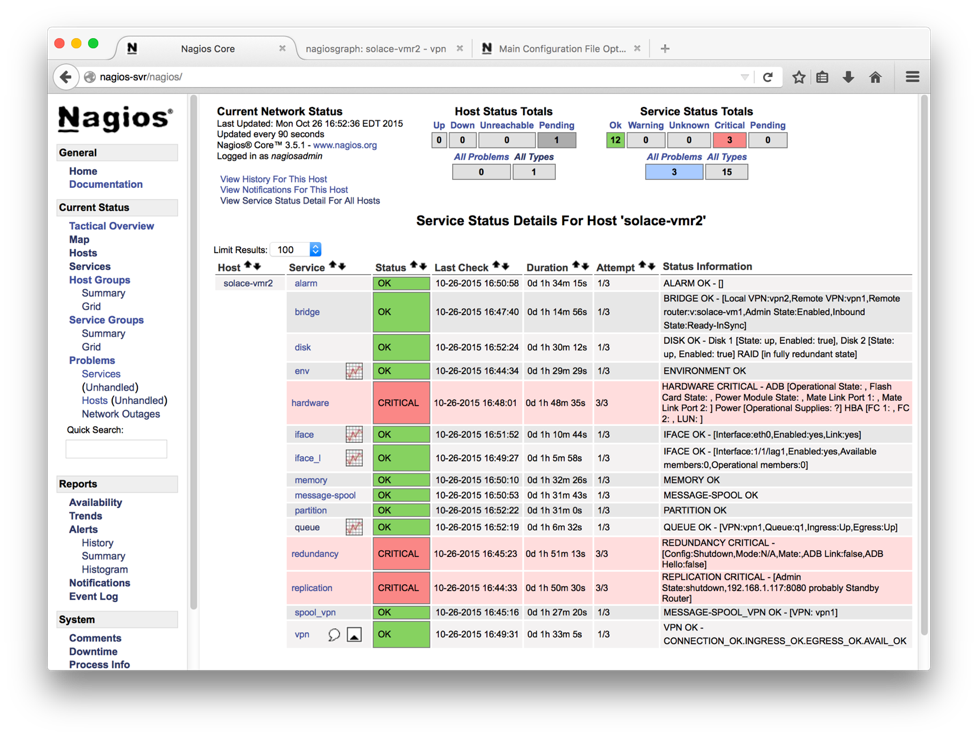 Nagios Core
nagiosgraph: solace-vmr2 - vpn
Main Configuration File Opt...
nagios-svr/nagios/
Nagios®
General
Home
Documentation
Current Status
Tactical Overview
Map
Hosts
Services
Host Groups
Summary
Grid
Service Groups
Summary
Grid
Problems
Services
(Unhandled)
Hosts (Unhandled)
Network Outages
Quick Search:
Reports
Availability
Trends
Alerts
History
Summary
Histogram
Notifications
Event Log
System
Comments
Downtime
Process Info
Current Network Status
Last Updated: Mon Oct 26 16:52:36 EDT 2015
Updated every 90 seconds
Nagios® Core™ 3.5.1 - www.nagios.org
Logged in as nagiosadmin
View History For This Host
View Notifications For This Host
View Service Status Detail For All Hosts
Host Status Totals
Up Down Unreachable Pending
0 0 0 1
All Problems All Types
0 1
Service Status Totals
Ok Warning Unknown Critical Pending
12 0 0 3 0
All Problems All Types
3 15
Service Status Details For Host 'solace-vmr2'
Limit Results: 100
Host Service Status Last Check Duration Attempt Status Information
solace-vmr2 alarm OK 10-26-2015 16:50:58 0d 1h 34m 15s 1/3 ALARM OK - []
bridge OK 10-26-2015 16:47:40 0d 1h 14m 56s 1/3 BRIDGE OK - [Local VPN:vpn2,Remote VPN:vpn1,Remote
router:v:solace-vm1,Admin State:Enabled,Inbound
State:Ready-InSync]
disk OK 10-26-2015 16:52:24 0d 1h 30m 12s 1/3 DISK OK - Disk 1 [State: up, Enabled: true], Disk 2 [State:
up, Enabled: true] RAID [in fully redundant state]
env OK 10-26-2015 16:44:34 0d 1h 29m 29s 1/3 ENVIRONMENT OK
hardware CRITICAL 10-26-2015 16:48:01 0d 1h 48m 35s 3/3 HARDWARE CRITICAL - ADB [Operational State: , Flash
Card State: , Power Module State: , Mate Link Port 1: , Mate
Link Port 2: ] Power [Operational Supplies: ?] HBA [FC 1: , FC
2: , LUN: ]
iface OK 10-26-2015 16:51:52 0d 1h 10m 44s 1/3 IFACE OK - [Interface:eth0,Enabled:yes,Link:yes]
iface_l OK 10-26-2015 16:49:27 0d 1h 5m 58s 1/3 IFACE OK - [Interface:1/1/lag1,Enabled:yes,Available
members:0,Operational members:0]
memory OK 10-26-2015 16:50:10 0d 1h 32m 26s 1/3 MEMORY OK
message-spool OK 10-26-2015 16:50:53 0d 1h 31m 43s 1/3 MESSAGE-SPOOL OK
partition OK 10-26-2015 16:52:22 0d 1h 31m 0s 1/3 PARTITION OK
queue OK 10-26-2015 16:52:19 0d 1h 6m 32s 1/3 QUEUE OK - [VPN:vpn1,Queue:q1,Ingress:Up,Egress:Up]
redundancy CRITICAL 10-26-2015 16:45:23 0d 1h 51m 13s 3/3 REDUNDANCY CRITICAL -
[Config:Shutdown,Mode:N/A,Mate:,ADB Link:false,ADB
Hello:false]
replication CRITICAL 10-26-2015 16:44:33 0d 1h 50m 30s 3/3 REPLICATION CRITICAL - [Admin
State:shutdown,192.168.1.117:8080 probably Standby
Router]
spool_vpn OK 10-26-2015 16:45:16 0d 1h 27m 20s 1/3 MESSAGE-SPOOL_VPN OK - [VPN: vpn1]
vpn OK 10-26-2015 16:49:31 0d 1h 33m 5s 1/3 VPN OK -
CONNECTION_OK.INGRESS_OK.EGRESS_OK.AVAIL_OK